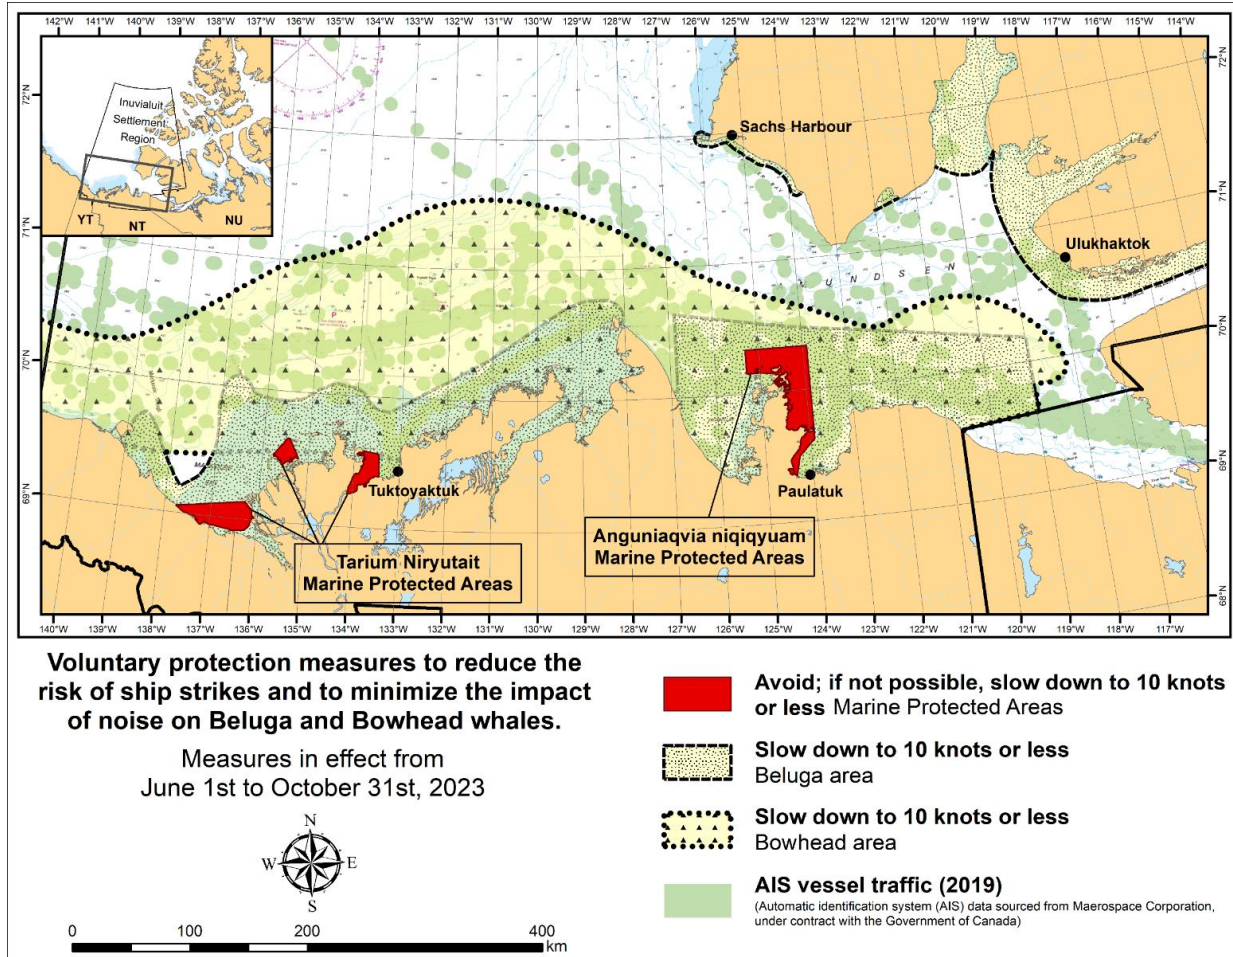 142°W 141°W 140°W 139°W 138°W 137°W 136°W 135°W 134°W 133°W 132°W 131°W 130°W 129°W 128°W 127°W 126°W 125°W 124°W 123°W 122°W 121°W 120°W 119°W 118°W 117°W 116°W 115°W 114°W
72°N
72°N
Inuvialuit
Settlement
Region
YT
NT
NU
Sachs Harbour
71°N
71°N
Ulukhaktok
UNDSEN
P
70°N
70°N
69°N
69°N
Tuktoyaktuk
Paulatuk
Anguniaqvia niqiqyuam
Marine Protected Areas
Tarium Niryutait
Marine Protected Areas
68°N
140°W 139°W 138°W 137°W 136°W 135°W 134°W 133°W 132°W 131°W 130°W 129°W 128°W 127°W 126°W 125°W 124°W 123°W 122°W 121°W 120°W 119°W 118°W 117°W
Voluntary protection measures to reduce the
risk of ship strikes and to minimize the impact
of noise on Beluga and Bowhead whales.
Measures in effect from
June 1st to October 31st, 2023
N
W E
S
0 100 200 400
km
Avoid; if not possible, slow down to 10 knots
or less Marine Protected Areas
Slow down to 10 knots or less
Beluga area
Slow down to 10 knots or less
Bowhead area
AIS vessel traffic (2019)
(Automatic identification system (AIS) data sourced from Maerospace Corporation,
under contract with the Government of Canada)